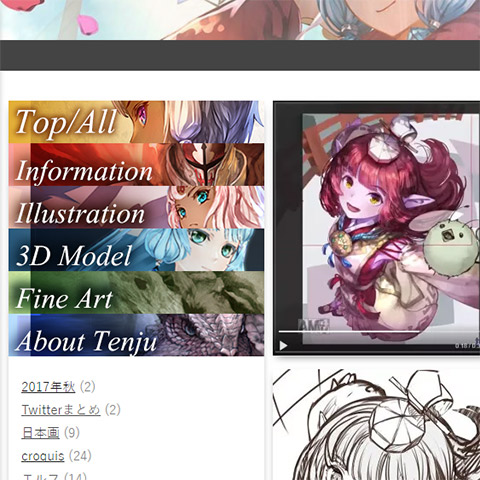 Top/All
Information
Illustration
3D Model
Fine Art
About Tenju
2017年秋 (2)
Twitterまとめ (2)
日本画 (9)
croquis (24)
エルフ (14)